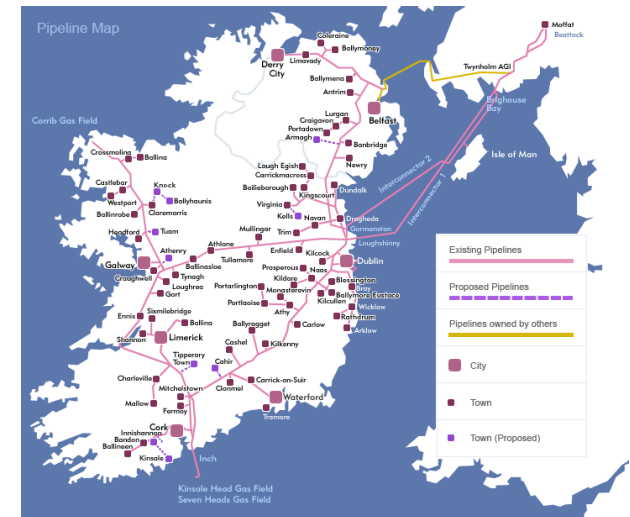 Pipeline Map
Moffat
Beattock
Coleraine
Ballymoney
Limavady
Derry
City
Twynholm AGI
Ballymena
Antrim
Brighouse
Bay
Lurgan
Craigavon
Portadown
Armagh
Belfast
Corrib Gas Field
Banbridge
Isle of Man
Crossmolina
Ballina
Newry
Lough Egish
Carrickmacross
Interconnector 2
Castlebar
Knock
Bailieborough
Kingscourt
Dundalk
Interconnector 1
Westport
Ballyhaunis
Virginia
Ballinrobe
Claremorris
Kells
Navan
Drogheda
Headford
Tuam
Mullingar
Trim
Gormanston
Loughshinny
Athenry
Athlone
Enfield
Kilcock
Existing Pipelines
Galway
Ballinasloe
Tullamore
Prosperous
Naas
Dublin
Craughwell
Tynagh
Kildare
Blessington
Proposed Pipelines
Loughrea
Portarlington
Monasterevin
Bray
Gort
Ballymore Eustace
Portlaoise
Kilcullen
Wicklow
Ennis
Sixmilebridge
Athy
Rathdrum
Pipelines owned by others
Ballina
Ballyragget
Carlow
Arklow
Shannon
Limerick
Cashel
Kilkenny
City
Tipperary
Town
Cahir
Charleville
Mitchelstown
Clonmel
Carrick-on-Suir
Town
Mallow
Fermoy
Waterford
Tramore
Cork
Innishannon
Bandon
Ballineen
Town (Proposed)
Kinsale
Inch
Kinsale Head Gas Field
Seven Heads Gas Field